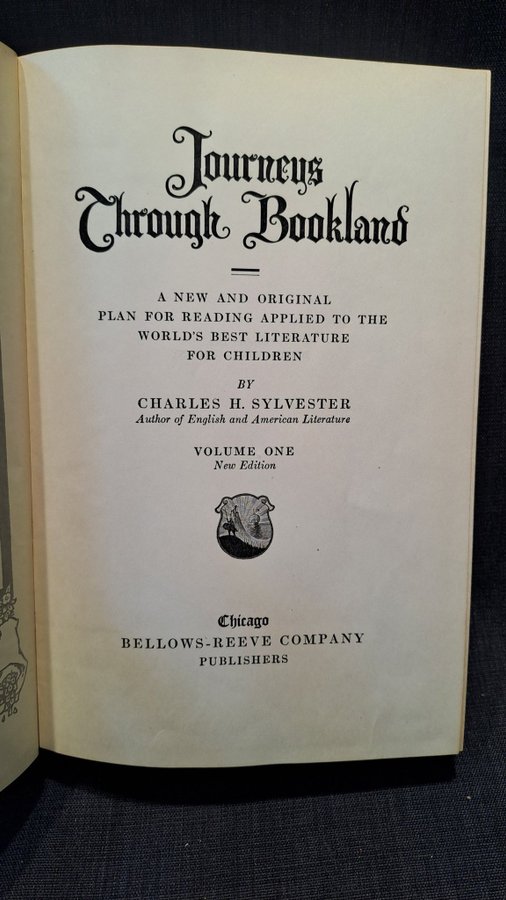 Journeys
Through Bookland
A NEW AND ORIGINAL
PLAN FOR READING APPLIED TO THE
WORLD'S BEST LITERATURE
FOR CHILDREN
BY
CHARLES H. SYLVESTER
Author of English and American Literature
VOLUME ONE
New Edition
Chicago
BELLOWS-REEVE COMPANY
PUBLISHERS